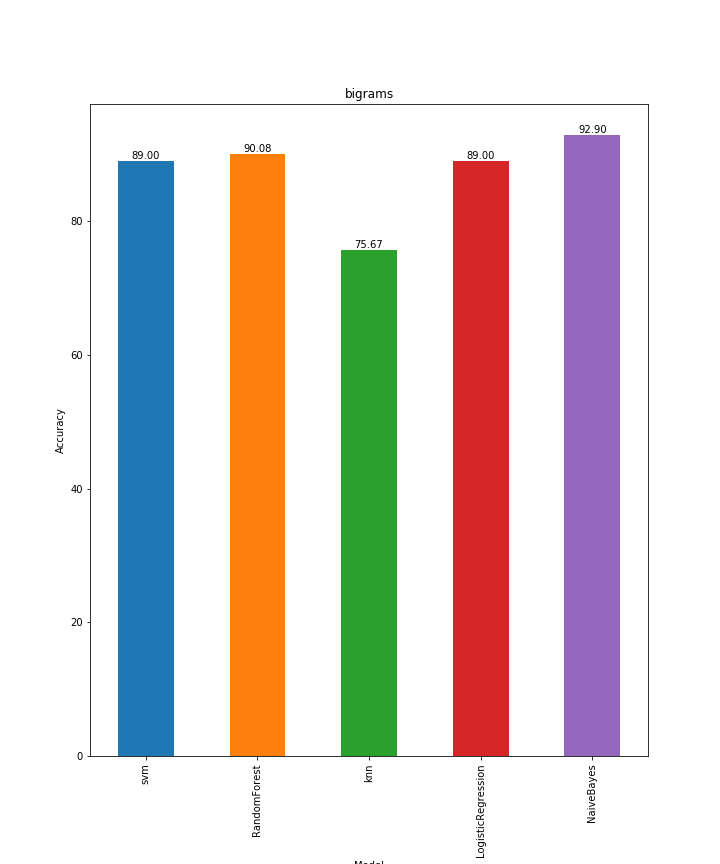 bigrams
89.00
90.08
75.67
89.00
92.90
80
60
40
20
0
Accuracy
svm
RandomForest
knn
LogisticRegression
NaiveBayes
Model